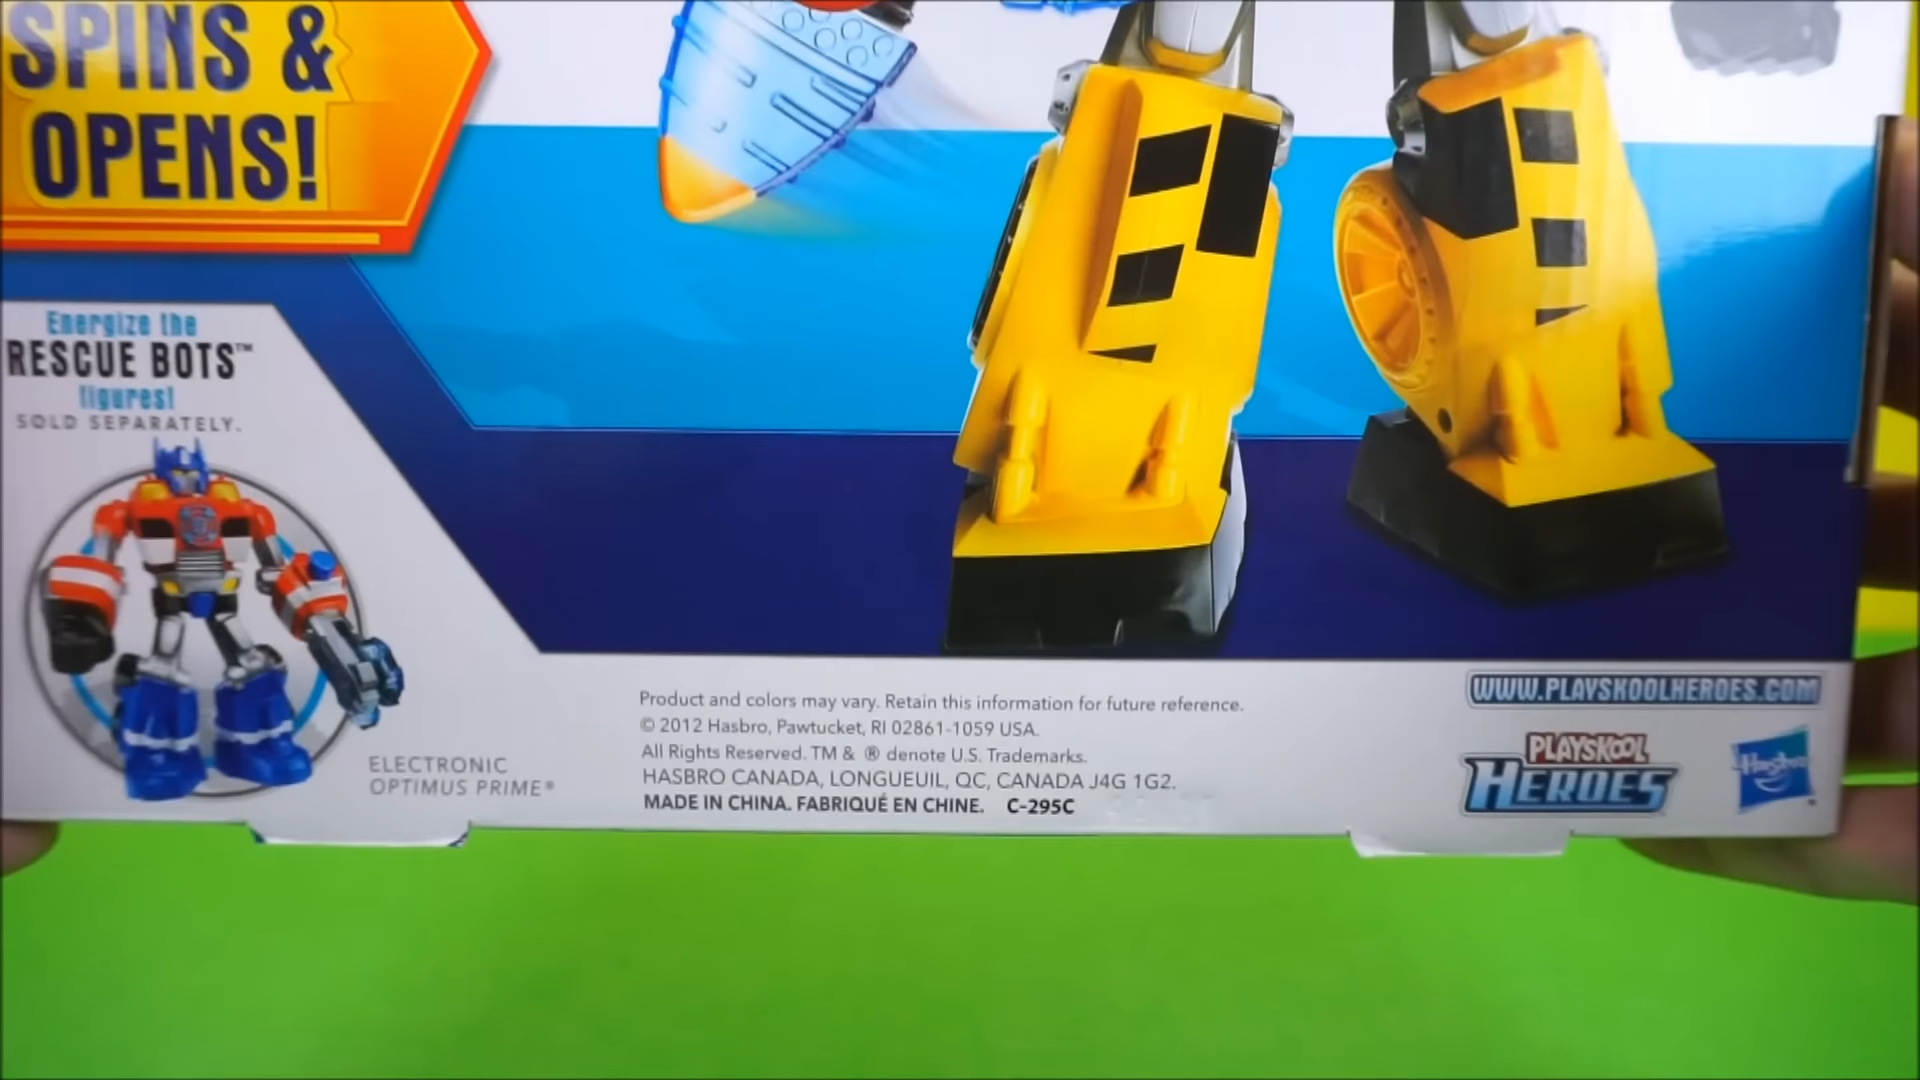 SPINS &
OPENS!
Energize the
RESCUE BOTS™
figures!
SOLD SEPARATELY.
ELECTRONIC
OPTIMUS PRIME®
Product and colors may vary. Retain this information for future reference.
© 2012 Hasbro, Pawtucket, RI 02861-1059 USA.
All Rights Reserved. TM & ® denote U.S. Trademarks.
HASBRO CANADA, LONGUEUIL, QC, CANADA J4G 1G2.
MADE IN CHINA. FABRIQUÉ EN CHINE. C-295C
WWW.PLAYSKOOLHEROES.COM
PLAYSKOOL
HEROES
Hasbro